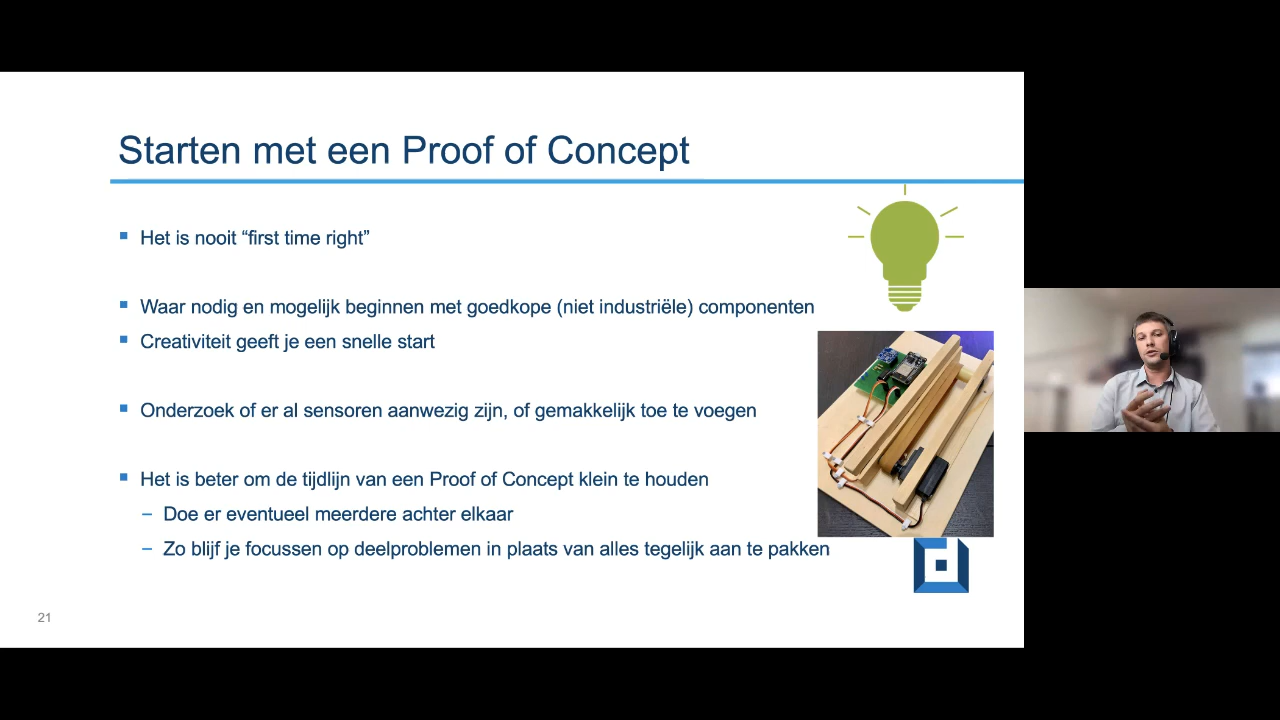 Starten met een Proof of Concept
Het is nooit “first time right”
Waar nodig en mogelijk beginnen met goedkope (niet industriële) componenten
Creativiteit geeft je een snelle start
Onderzoek of er al sensoren aanwezig zijn, of gemakkelijk toe te voegen
Het is beter om de tijdlijn van een Proof of Concept klein te houden
– Doe er eventueel meerdere achter elkaar
– Zo blijf je focussen op deelproblemen in plaats van alles tegelijk aan te pakken
21